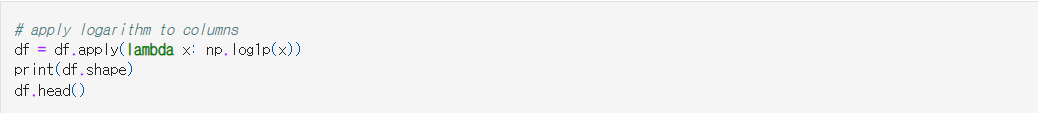 # apply logarithm to columns
df = df.apply(lambda x: np.log1p(x))
print(df.shape)
df.head()